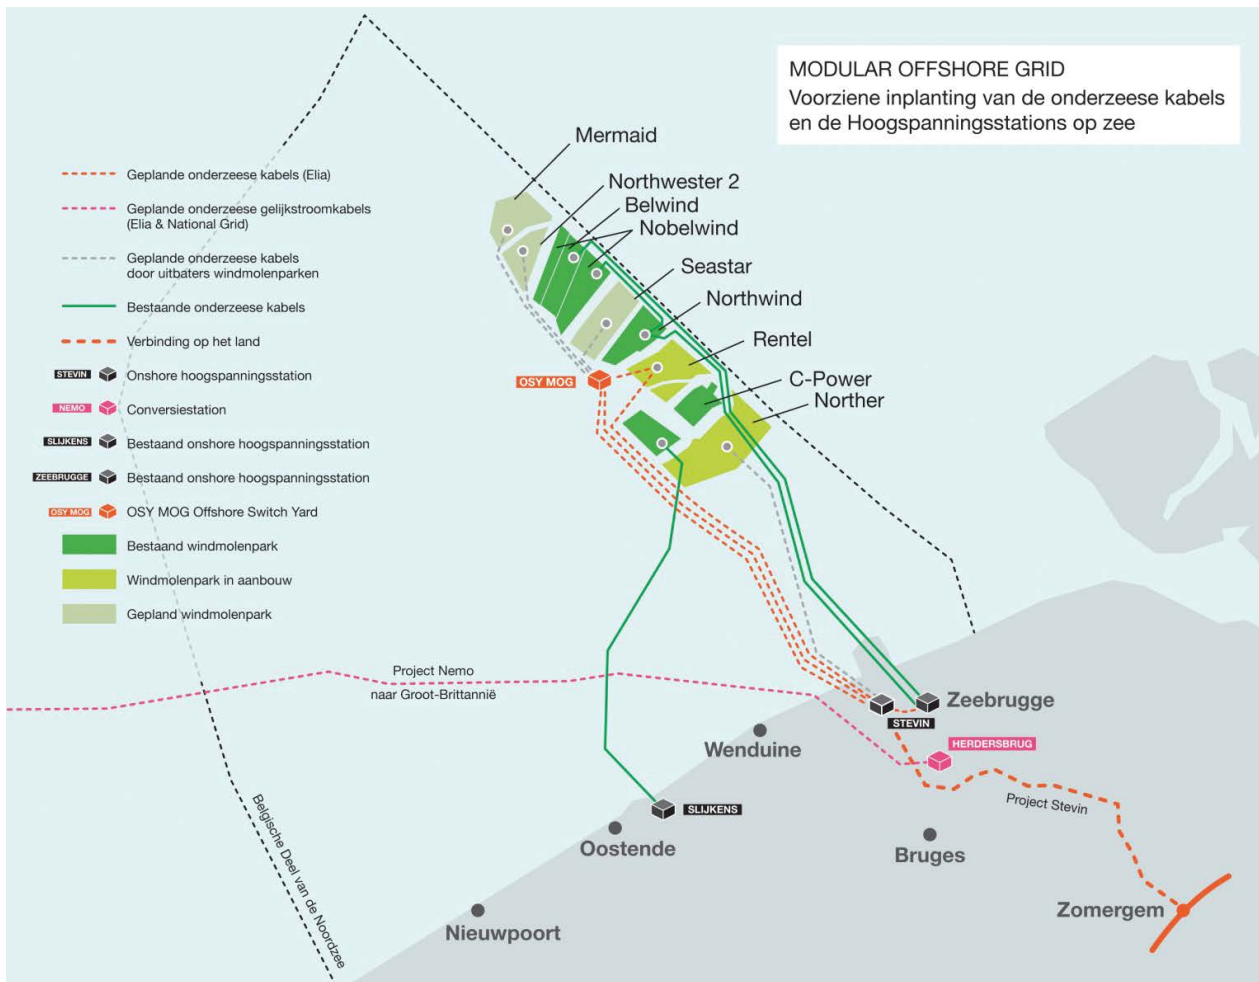 MODULAR OFFSHORE GRID
Voorziene inplanting van de onderzeese kabels
en de Hoogspanningsstations op zee
Mermaid
Northwester 2
Belwind
Nobelwind
Seastar
Northwind
Rentel
C-Power
Norther
OSY MOG
Geplande onderzeese kabels (Elia)
Geplande onderzeese gelijkstroomkabels
(Elia & National Grid)
Geplande onderzeese kabels
door uitbaters windmolenparken
Bestaande onderzeese kabels
Verbinding op het land
STEVIN Onshore hoogspanningsstation
NEMO Conversiestation
SLIJKENS Bestaand onshore hoogspanningsstation
ZEEBRUGGE Bestaand onshore hoogspanningsstation
OSY MOG OSY MOG Offshore Switch Yard
Bestaand windmolenpark
Windmolenpark in aanbouw
Gepland windmolenpark
Project Nemo
naar Groot-Brittannië
Belgische Deel van de Noordzee
Zeebrugge
STEVIN
HERDERSBRUG
Wenduine
Project Stevin
SLIJKENS
Oostende
Bruges
Zomergem
Nieuwpoort